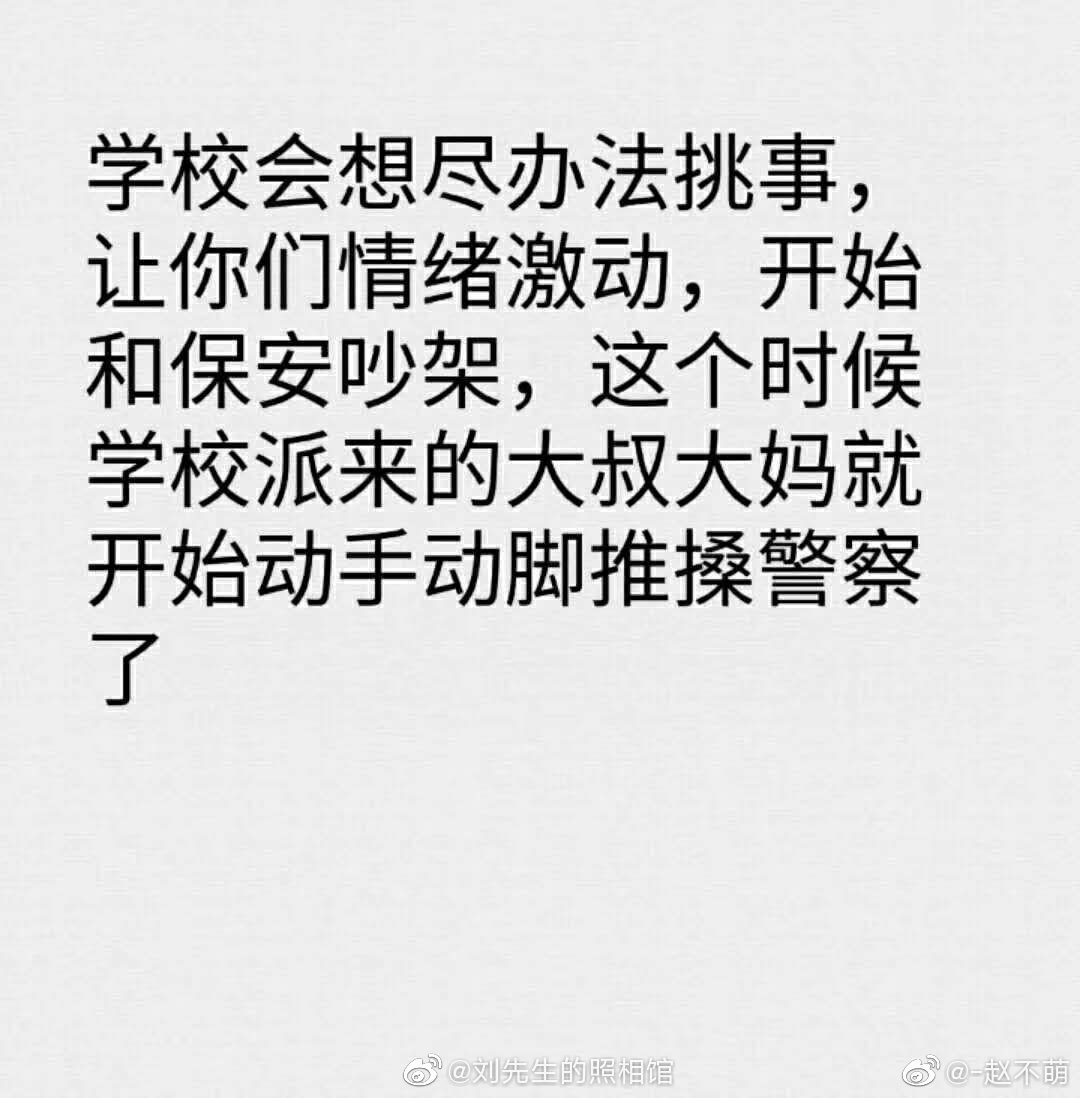 学校会想尽办法挑事，
让你们情绪激动，开始
和保安吵架，这个时候
学校派来的大叔大妈就
开始动手动脚推搡警察
了
@刘先生的照相馆
@-赵不萌